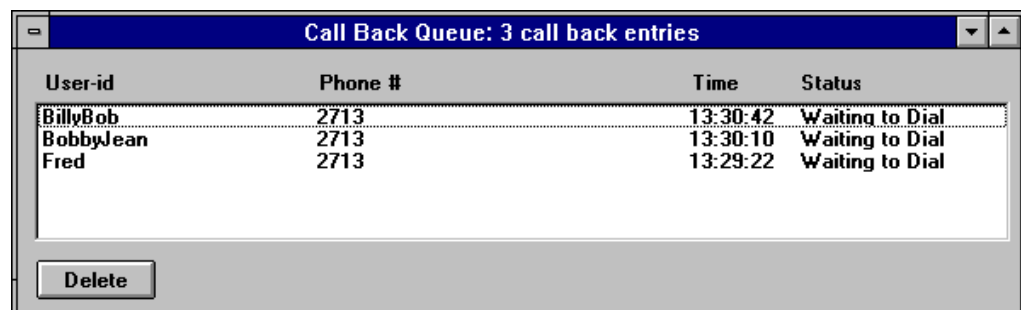 Call Back Queue: 3 call back entries
User-id Phone # Time Status
BillyBob 2713 13:30:42 Waiting to Dial
BobbyJean 2713 13:30:10 Waiting to Dial
Fred 2713 13:29:22 Waiting to Dial
Delete